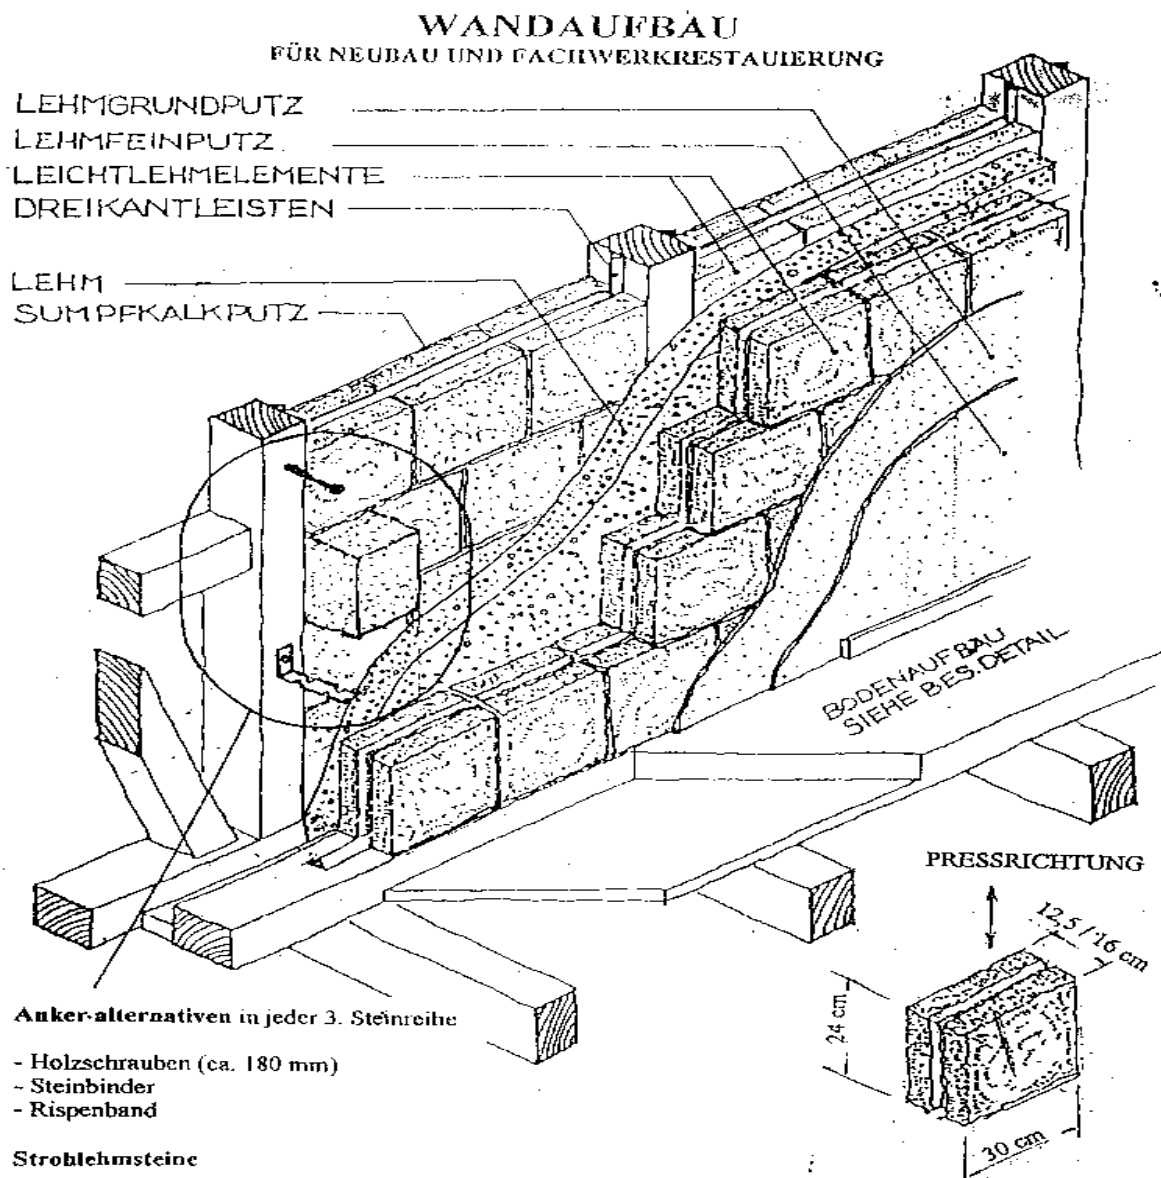 WANDAUFBAU
FÜR NEUBAU UND FACHWERKRESTAUIERUNG
LEHMGRUNDPUTZ
LEHMFEINPUTZ
LEICHTLEHMELEMENTE
DREIKANTLEISTEN
LEHM
SUMPFKALKPUTZ
BODENAUFBAU
SIEHE BES.DETAIL
PRESSRICHTUNG
12,5 / 16 cm
24 cm
30 cm
Anker-alternativen in jeder 3. Steinreihe
- Holzschrauben (ca. 180 mm)
- Steinbinder
- Rispenband
Strohlehmsteine